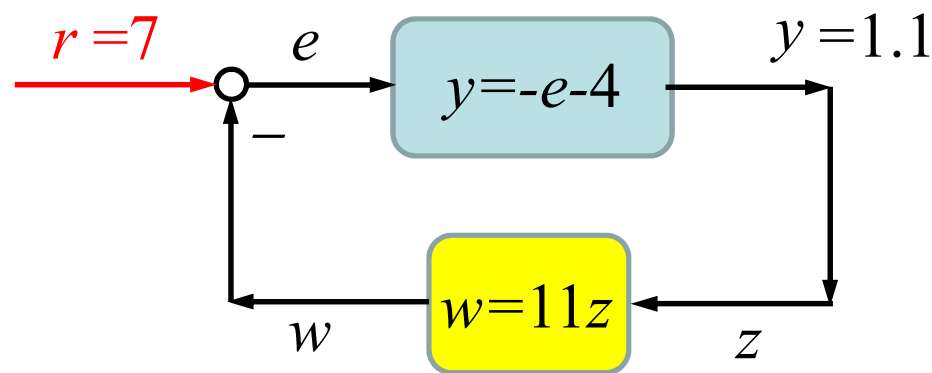 r =7
e
y=-e-4
y =1.1
–
w=11z
w
z